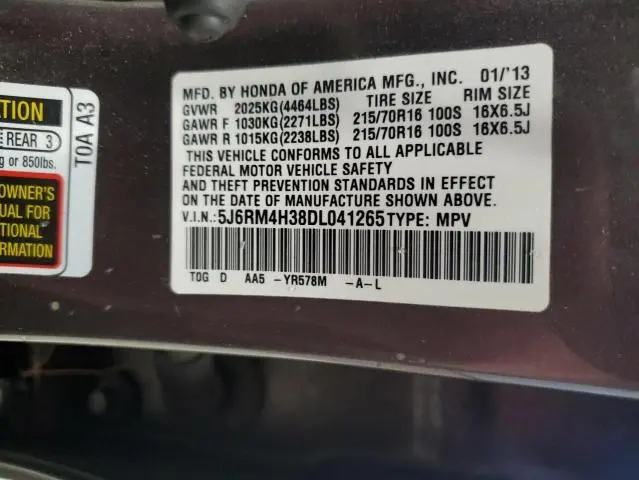 TION
E REAR 3
g or 850lbs.
OWNER'S
UAL FOR
TIONAL
RMATION
T0A A3
MFD. BY HONDA OF AMERICA MFG., INC. 01/'13
GVWR 2025KG(4464LBS) TIRE SIZE RIM SIZE
GAWR F 1030KG(2271LBS) 215/70R16 100S 16X6.5J
GAWR R 1015KG(2238LBS) 215/70R16 100S 16X6.5J
THIS VEHICLE CONFORMS TO ALL APPLICABLE
FEDERAL MOTOR VEHICLE SAFETY
AND THEFT PREVENTION STANDARDS IN EFFECT
ON THE DATE OF MANUFACTURE SHOWN ABOVE.
V.I.N.:5J6RM4H38DL041265 TYPE: MPV
T0G D AA5 -YR578M -A-L